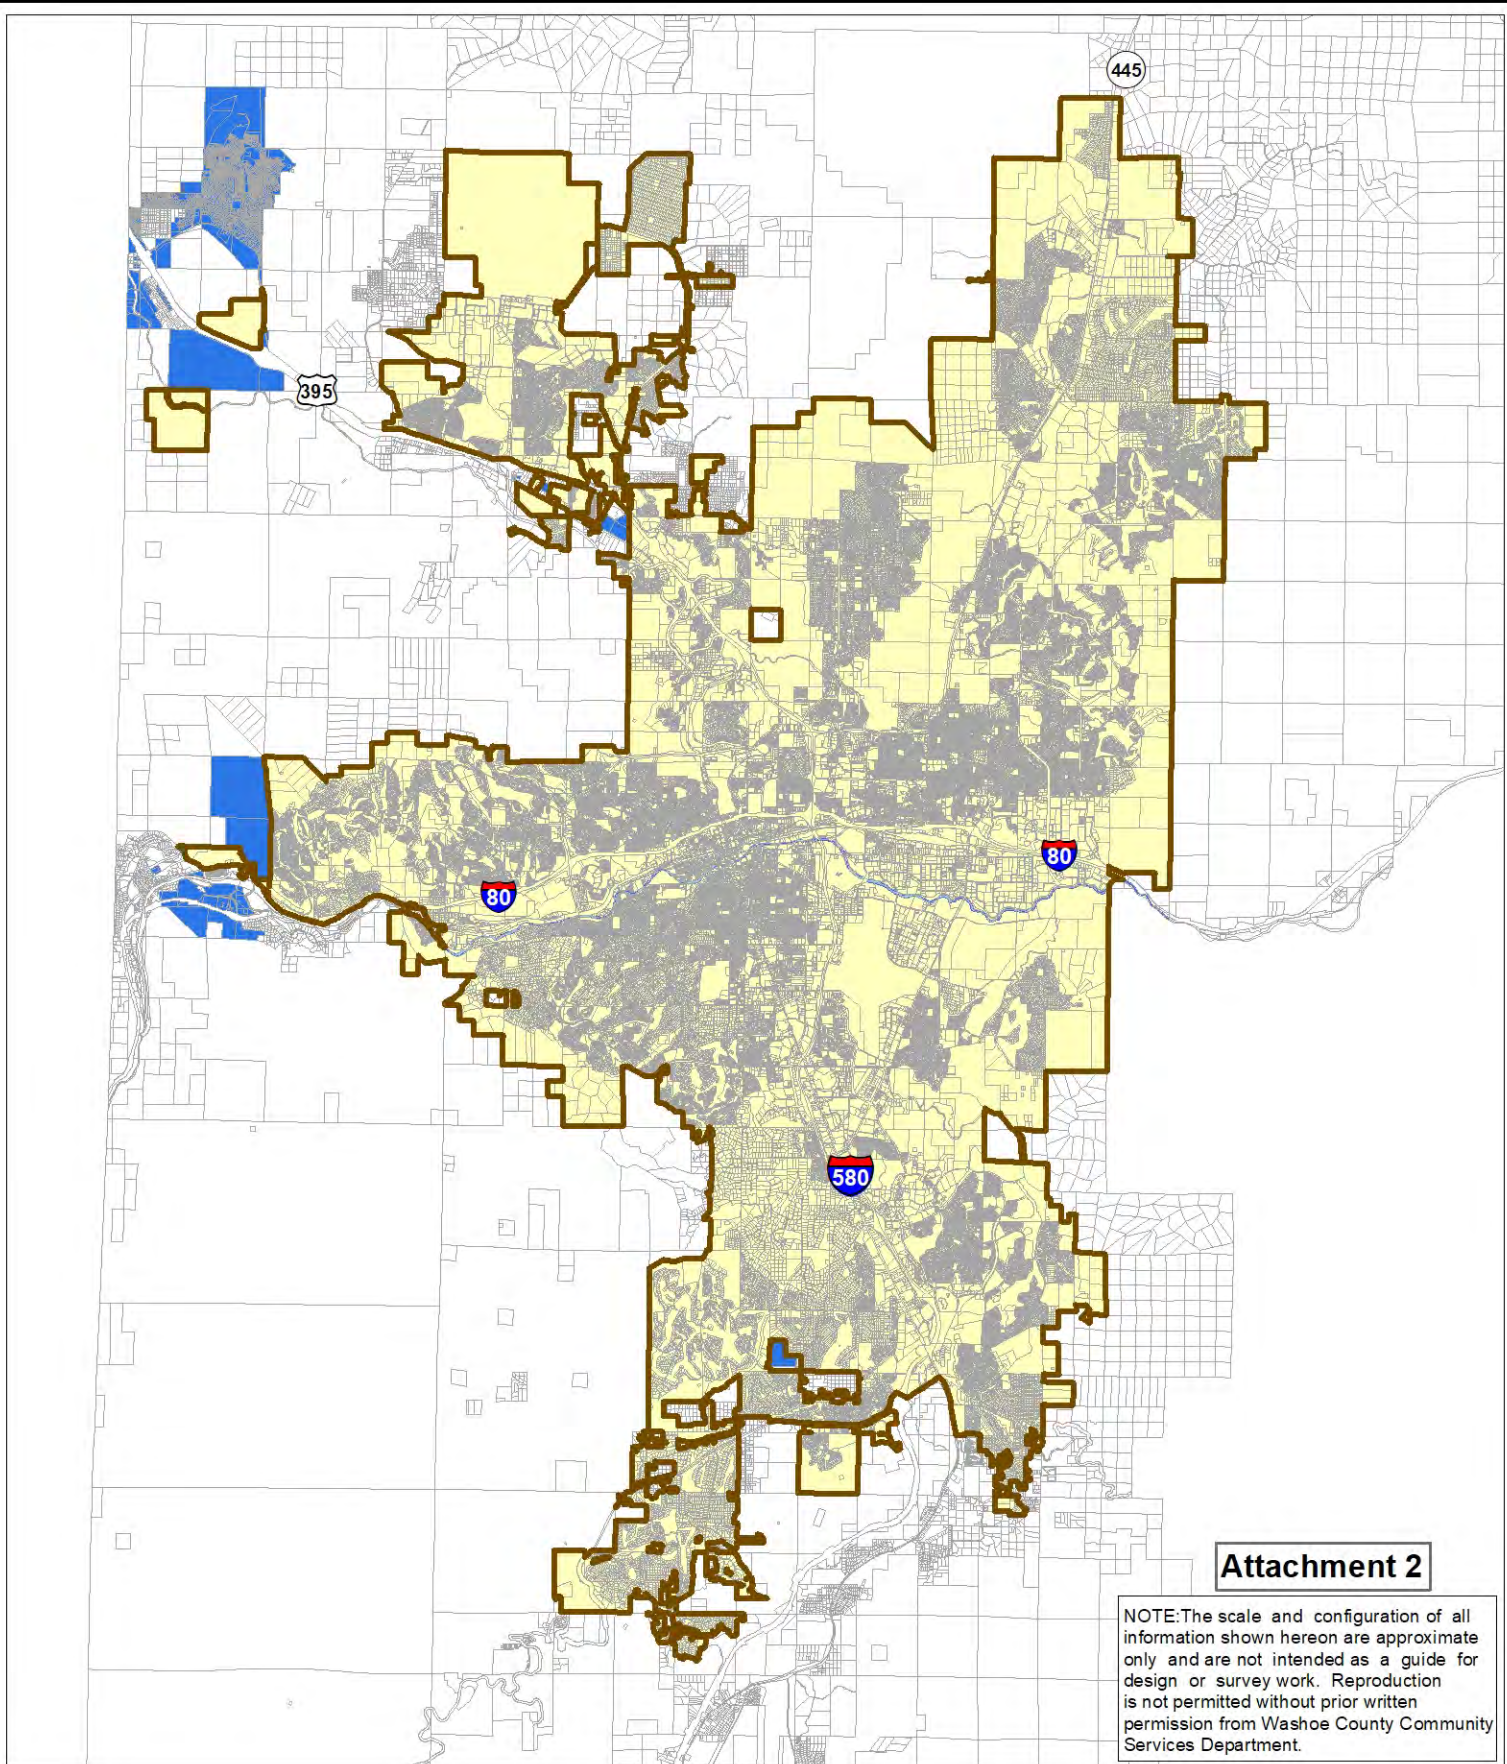 445
395
80
80
580
Attachment 2
NOTE:The scale and configuration of all
information shown hereon are approximate
only and are not intended as a guide for
design or survey work. Reproduction
is not permitted without prior written
permission from Washoe County Community
Services Department.